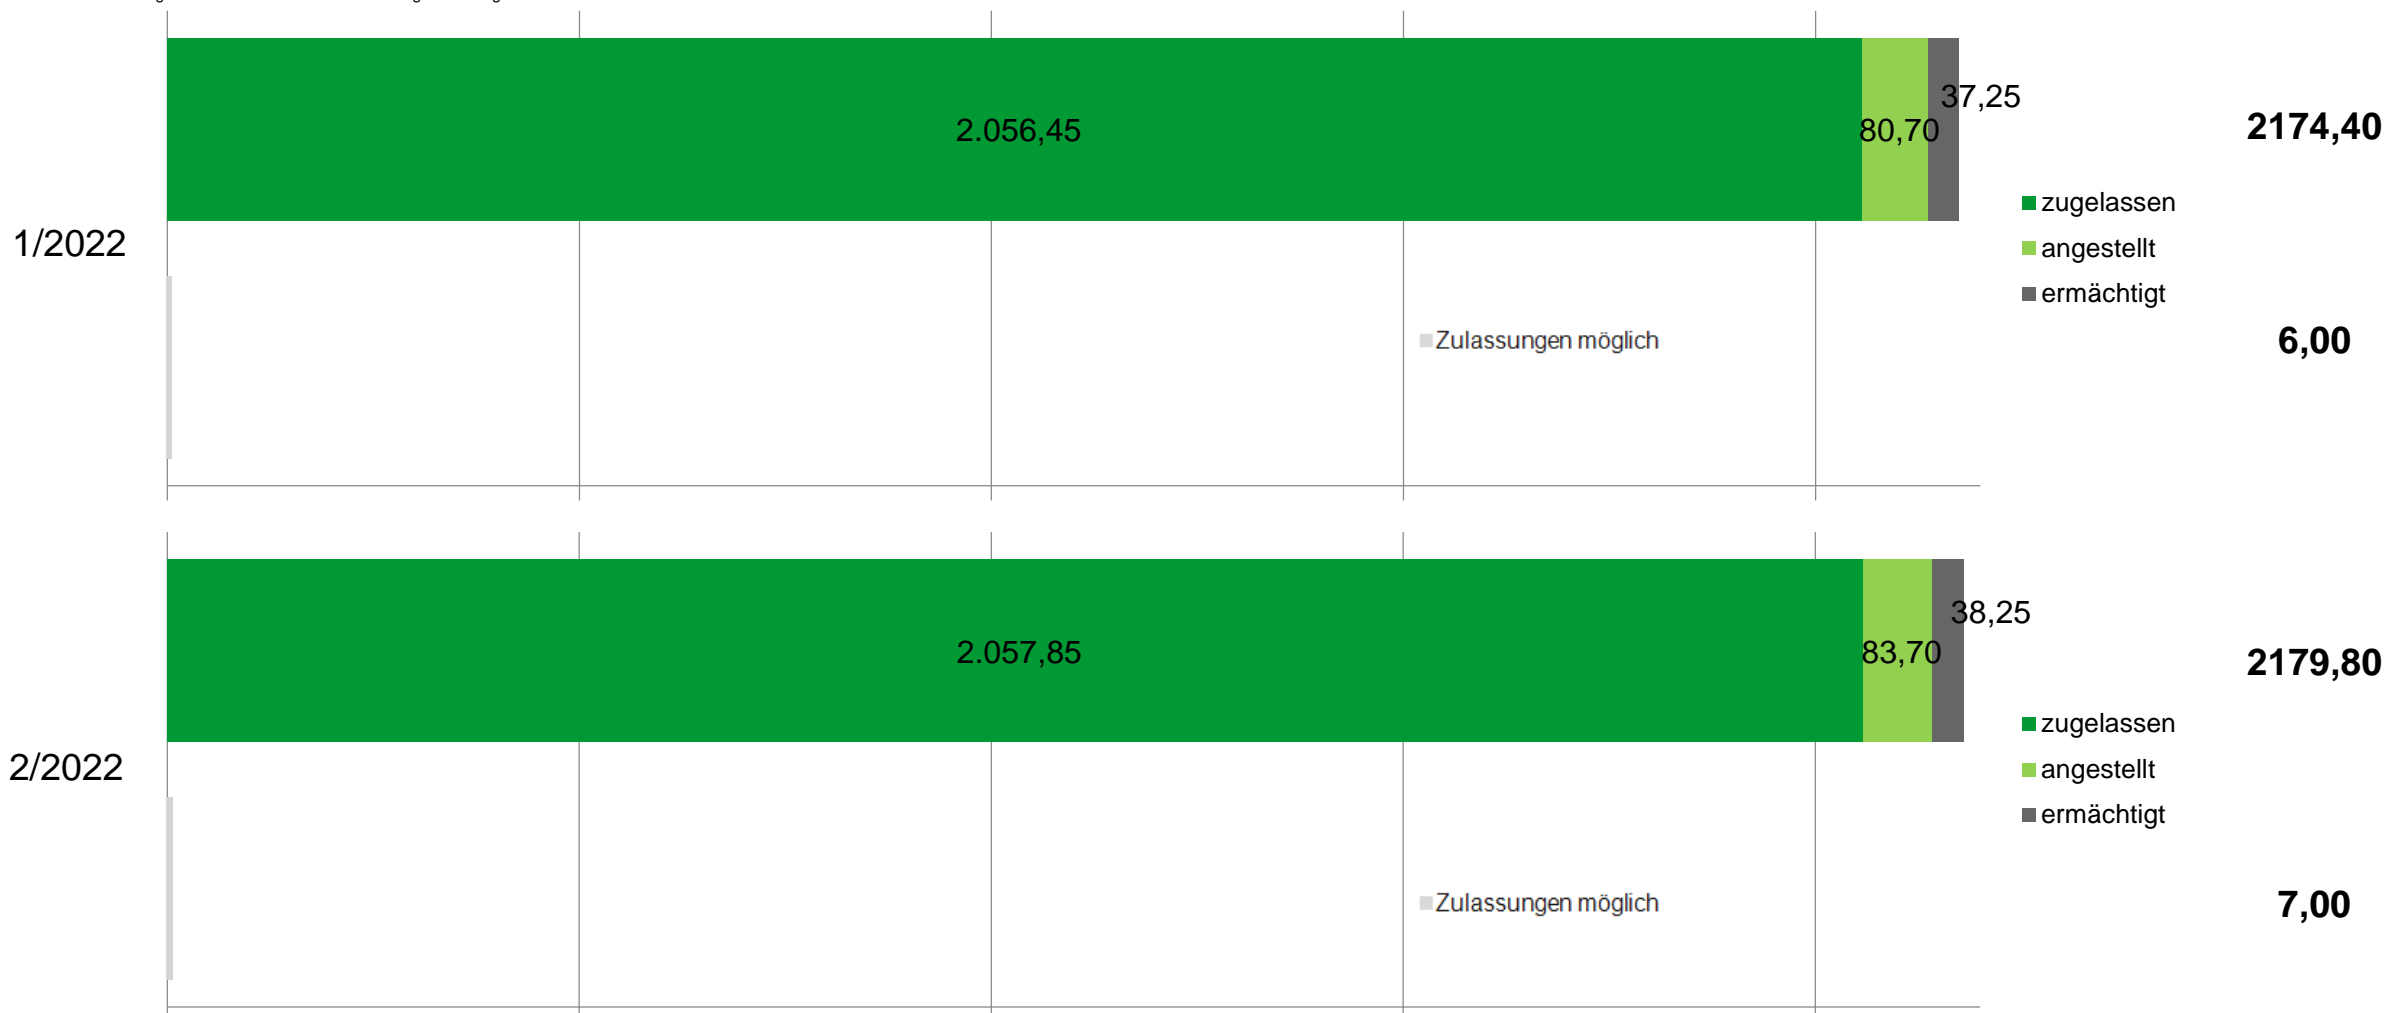 2.056,45
80,70
37,25
2174,40
1/2022
zugelassen
angestellt
ermächtigt
Zulassungen möglich
6,00
2.057,85
83,70
38,25
2179,80
2/2022
zugelassen
angestellt
ermächtigt
Zulassungen möglich
7,00